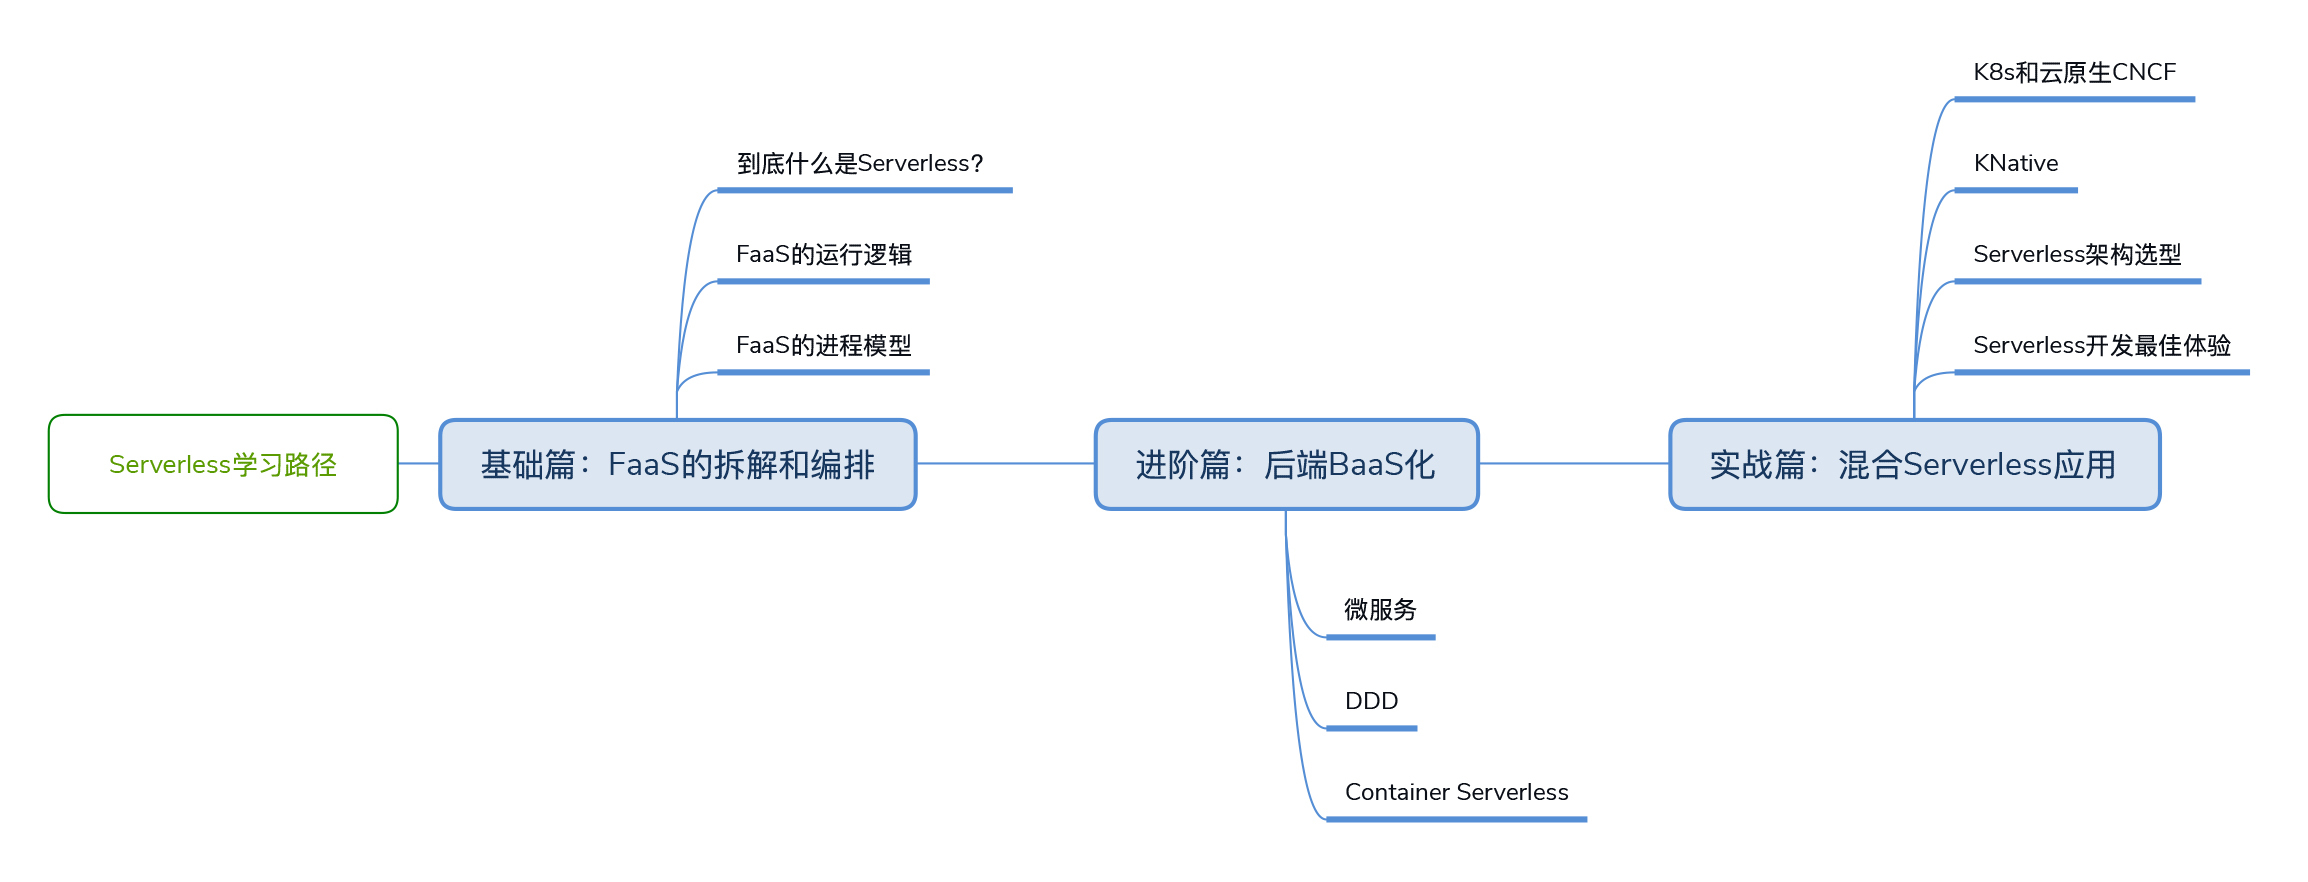 Serverless学习路径
基础篇：FaaS的拆解和编排
到底什么是Serverless？
FaaS的运行逻辑
FaaS的进程模型
进阶篇：后端BaaS化
微服务
DDD
Container Serverless
实战篇：混合Serverless应用
K8s和云原生CNCF
KNative
Serverless架构选型
Serverless开发最佳体验